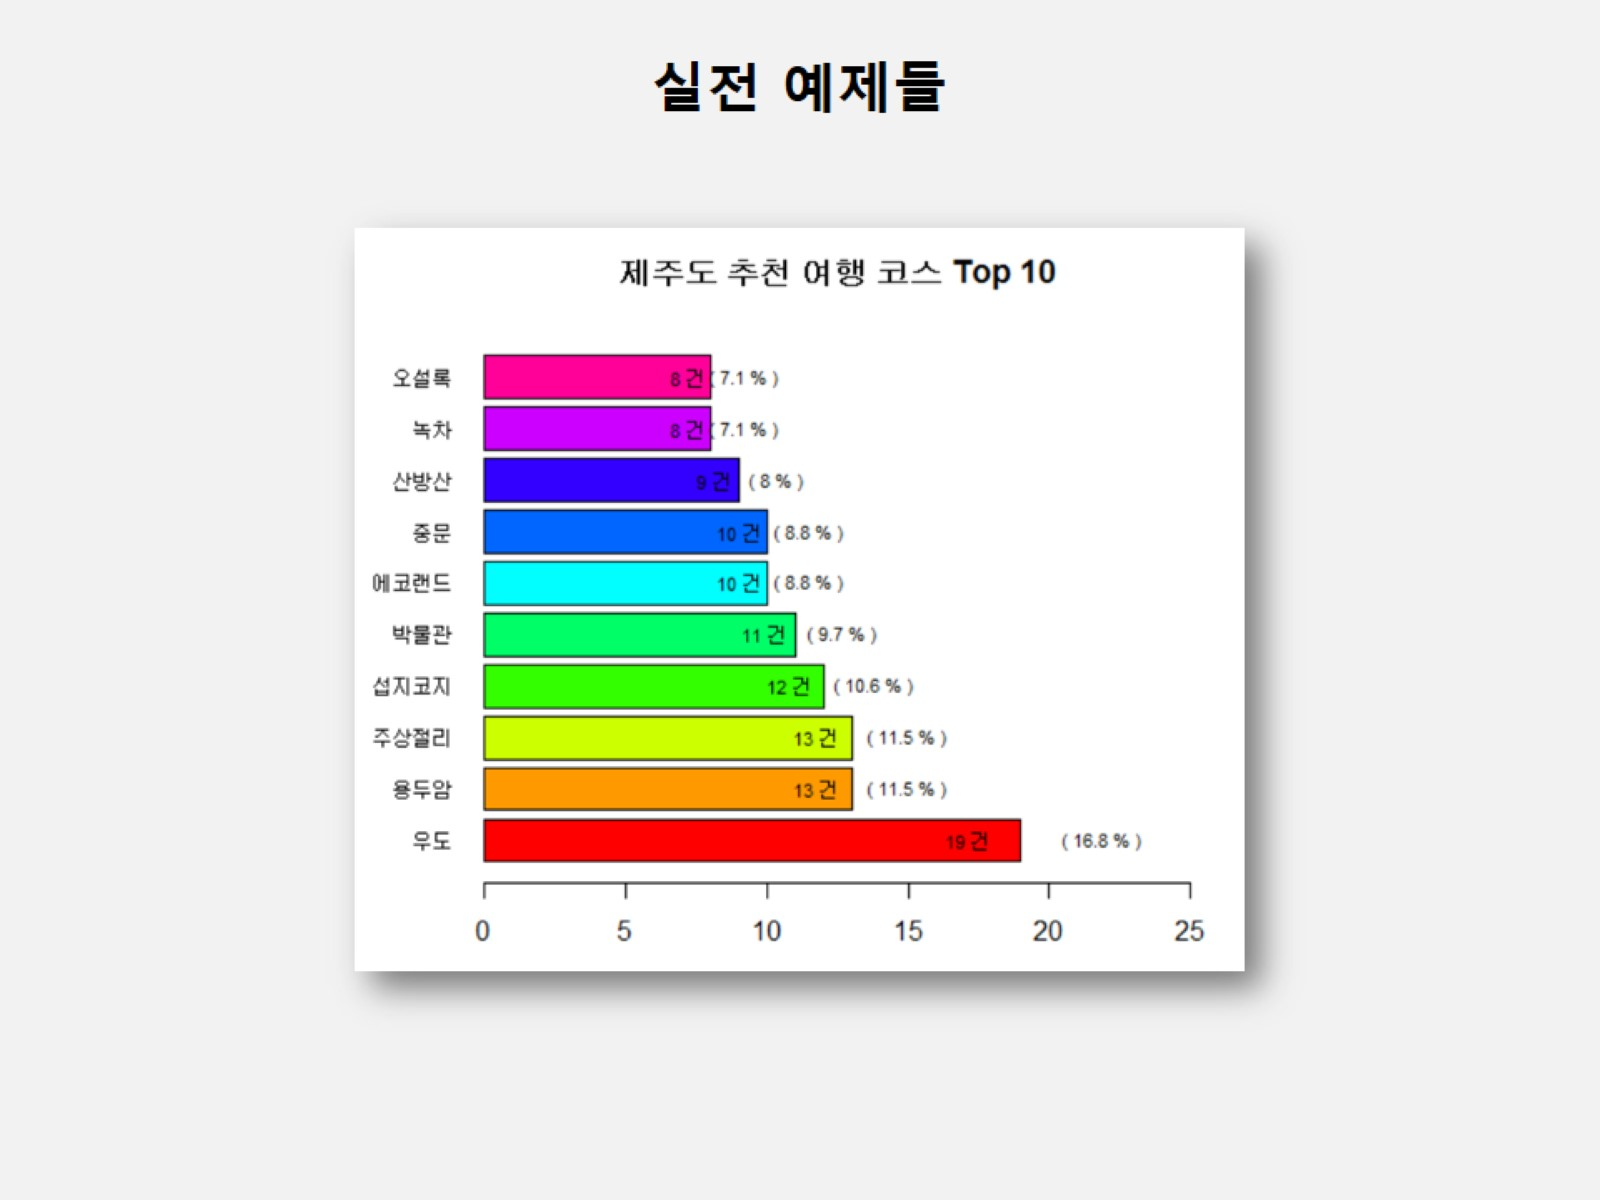 실전 예제들
제주도 추천 여행 코스 Top 10
오설록 8 건 ( 7.1 % )
녹차 8 건 ( 7.1 % )
산방산 9 건 ( 8 % )
중문 10 건 ( 8.8 % )
에코랜드 10 건 ( 8.8 % )
박물관 11 건 ( 9.7 % )
섭지코지 12 건 ( 10.6 % )
주상절리 13 건 ( 11.5 % )
용두암 13 건 ( 11.5 % )
우도 19 건 ( 16.8 % )
0 5 10 15 20 25